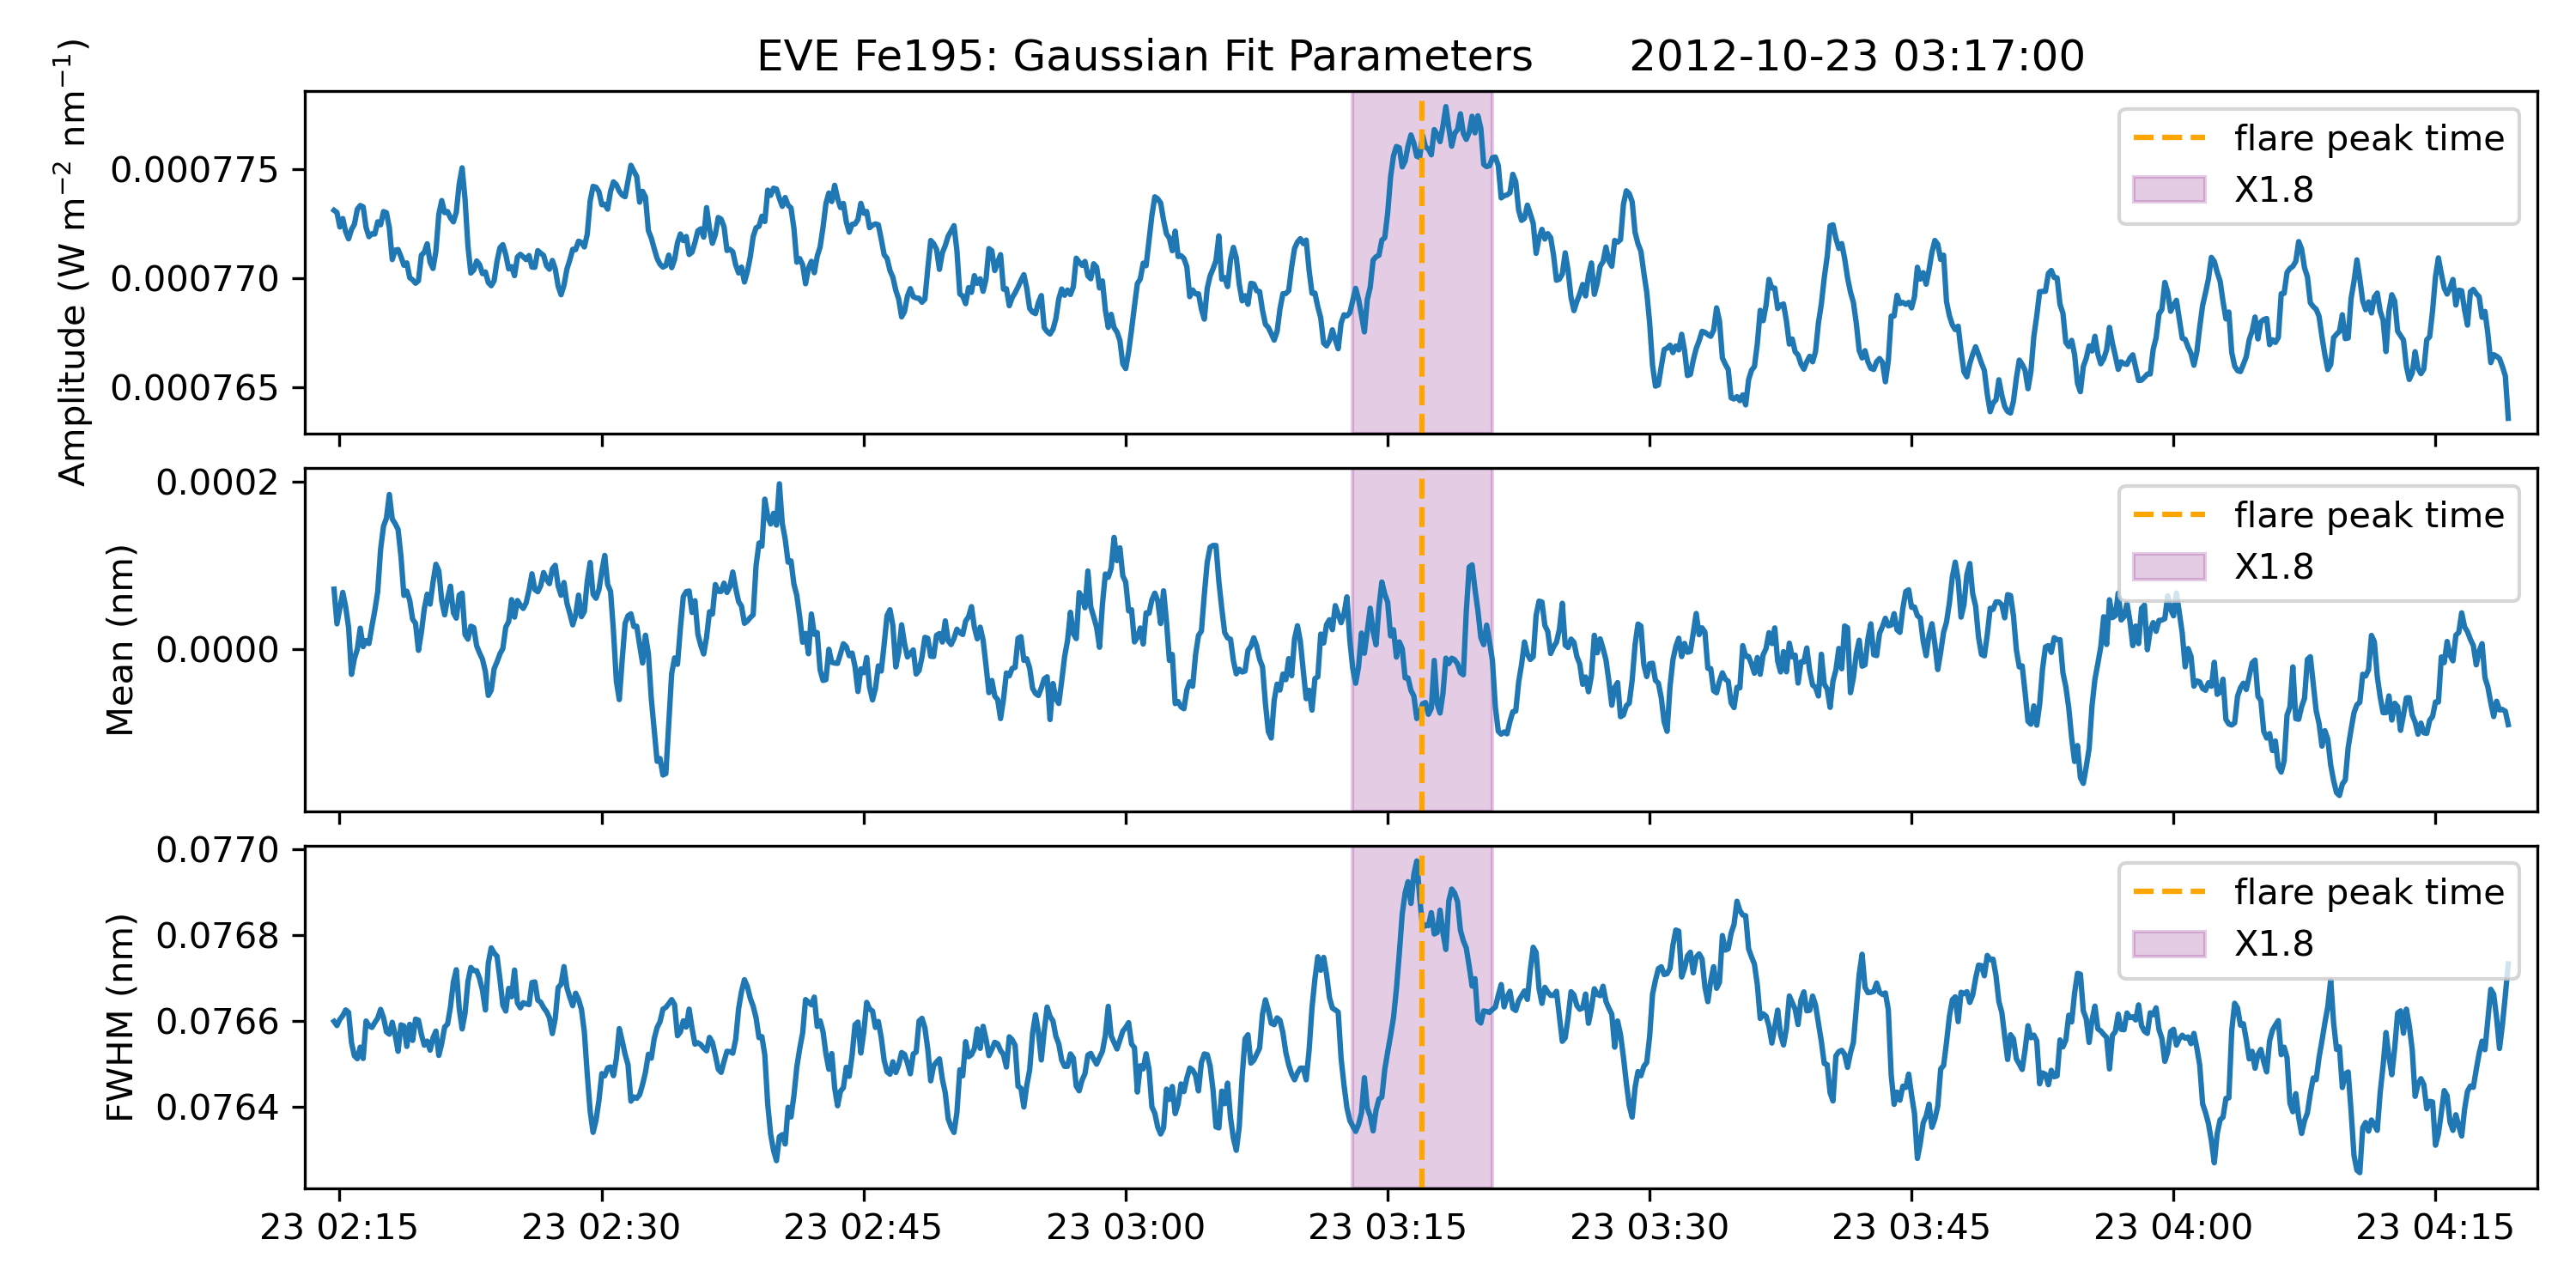 EVE Fe195: Gaussian Fit Parameters 2012-10-23 03:17:00
Amplitude (W m⁻² nm⁻¹)
0.000775
0.000770
0.000765
flare peak time
X1.8
Mean (nm)
0.0002
0.0000
flare peak time
X1.8
FWHM (nm)
0.0770
0.0768
0.0766
0.0764
flare peak time
X1.8
23 02:15 23 02:30 23 02:45 23 03:00 23 03:15 23 03:30 23 03:45 23 04:00 23 04:15